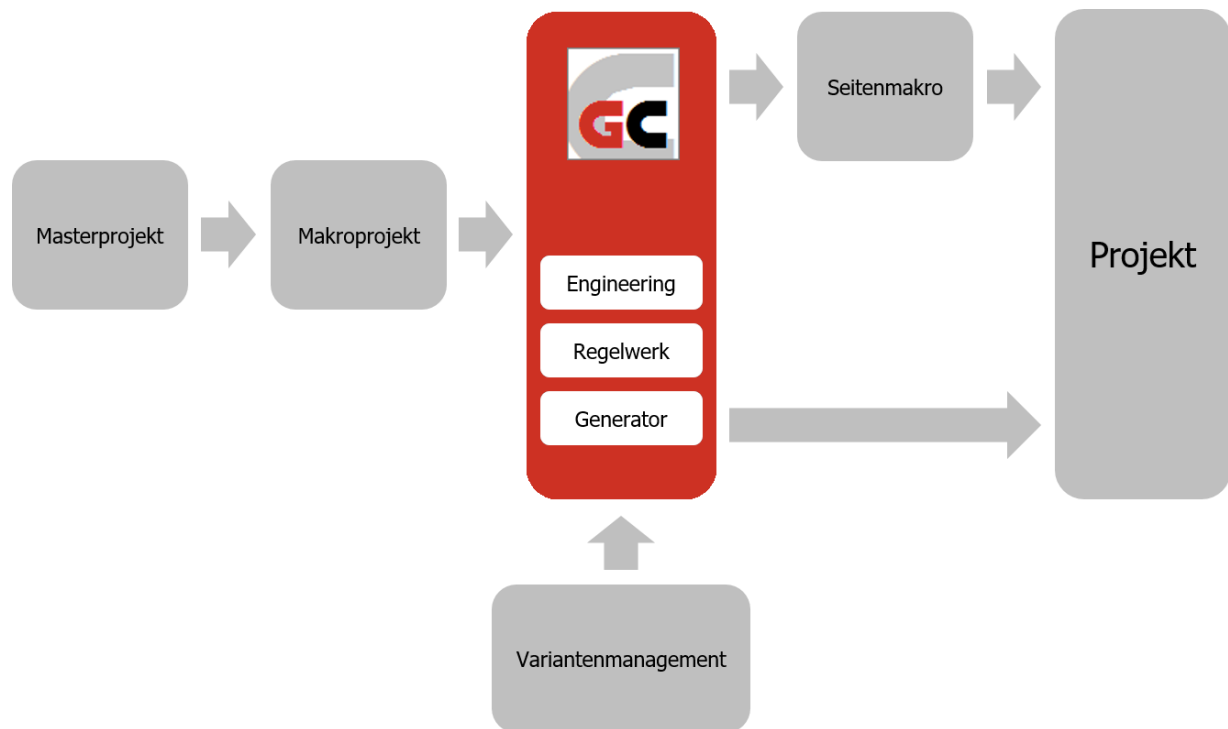 Masterprojekt
Makroprojekt
GC
Engineering
Regelwerk
Generator
Seitenmakro
Projekt
Variantenmanagement